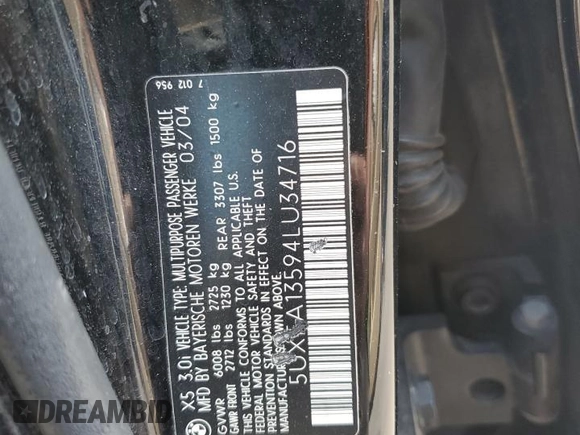 7 012 956
X5 3.0i VEHICLE TYPE: MULTIPURPOSE PASSENGER VEHICLE
MFD BY BAYERISCHE MOTOREN WERKE 03/04
GVWR 6008 lbs 2725 kg
GAWR FRONT 2712 lbs 1230 kg REAR 3307 lbs 1500 kg
THIS VEHICLE CONFORMS TO ALL APPLICABLE U.S.
FEDERAL MOTOR VEHICLE SAFETY AND THEFT
PREVENTION STANDARDS IN EFFECT ON THE DATE OF
MANUFACTURE SHOWN ABOVE.
5UXFA13594LU34716
DREAMBID